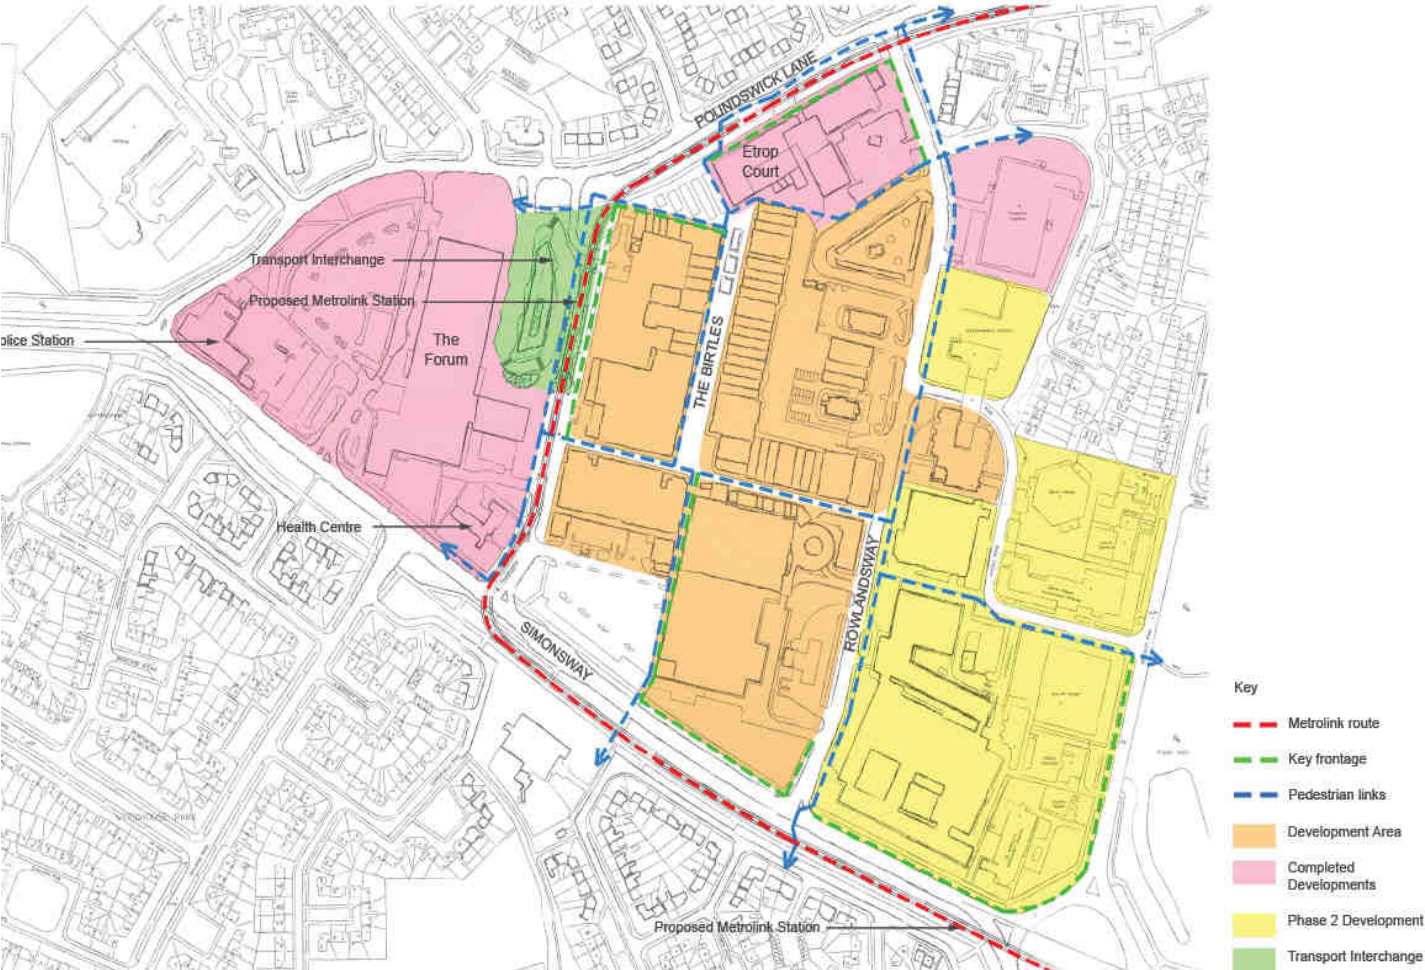 POUNDSWICK LANE
Etrop
Court
Transport Interchange
Proposed Metrolink Station
olice Station
The
Forum
THE BIRTLES
Health Centre
ROWLANDSWAY
SIMONSWAY
Proposed Metrolink Station
Key
Metrolink route
Key frontage
Pedestrian links
Development Area
Completed
Developments
Phase 2 Development
Transport Interchange